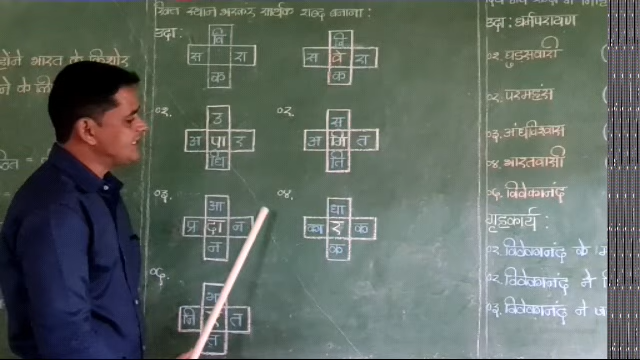 रिक्त स्थान भरकर सार्थक शब्द बनाना :
उदा:
वि
स रा
क
वि
स वे रा
क
०१.
उ
अ पा र
धि
०२.
स
अ मि त
ति
०३.
आ
प्र दा न
न
०४.
धा
का र क
क
०५.
नि त
त
होंने भारत के
ने के
उदा : धर्मपरायण
०१. घुड़सवारी
०२. परमहंस
०३. अंधविश्वास
०४. भारतवासी
०५. विवेकानंद
गृहकार्य
०१. विवेकानंद के
०२. विवेकानंद ने
०३. विवेकानंद ने